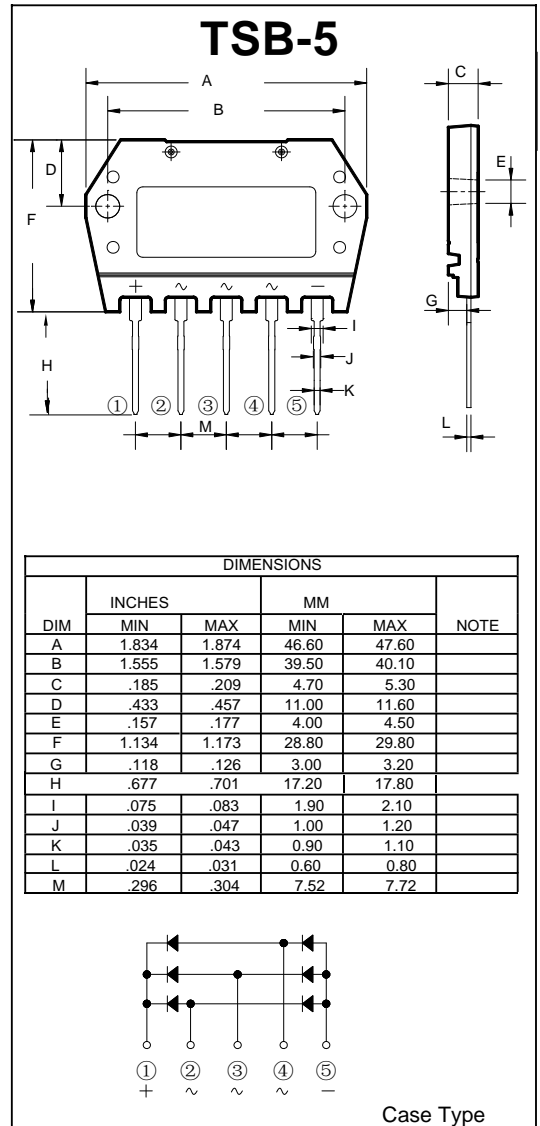 TSB-5
A
B
C
D
E
F
G
H
I
J
K
L
M
+ ~ ~ ~ −
① ② ③ ④ ⑤
DIMENSIONS
INCHES MM
DIM MIN MAX MIN MAX NOTE
A 1.834 1.874 46.60 47.60
B 1.555 1.579 39.50 40.10
C .185 .209 4.70 5.30
D .433 .457 11.00 11.60
E .157 .177 4.00 4.50
F 1.134 1.173 28.80 29.80
G .118 .126 3.00 3.20
H .677 .701 17.20 17.80
I .075 .083 1.90 2.10
J .039 .047 1.00 1.20
K .035 .043 0.90 1.10
L .024 .031 0.60 0.80
M .296 .304 7.52 7.72
① ② ③ ④ ⑤
+ ~ ~ ~ −
Case Type